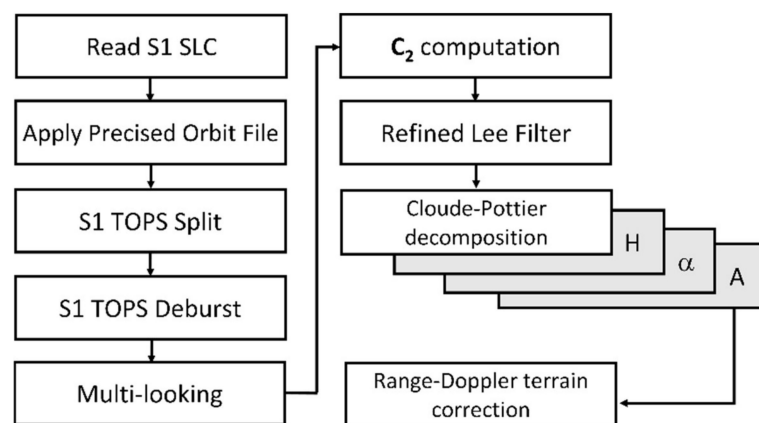 Read S1 SLC
Apply Precised Orbit File
S1 TOPS Split
S1 TOPS Deburst
Multi-looking
C₂ computation
Refined Lee Filter
Cloude-Pottier
decomposition
H
α
A
Range-Doppler terrain
correction